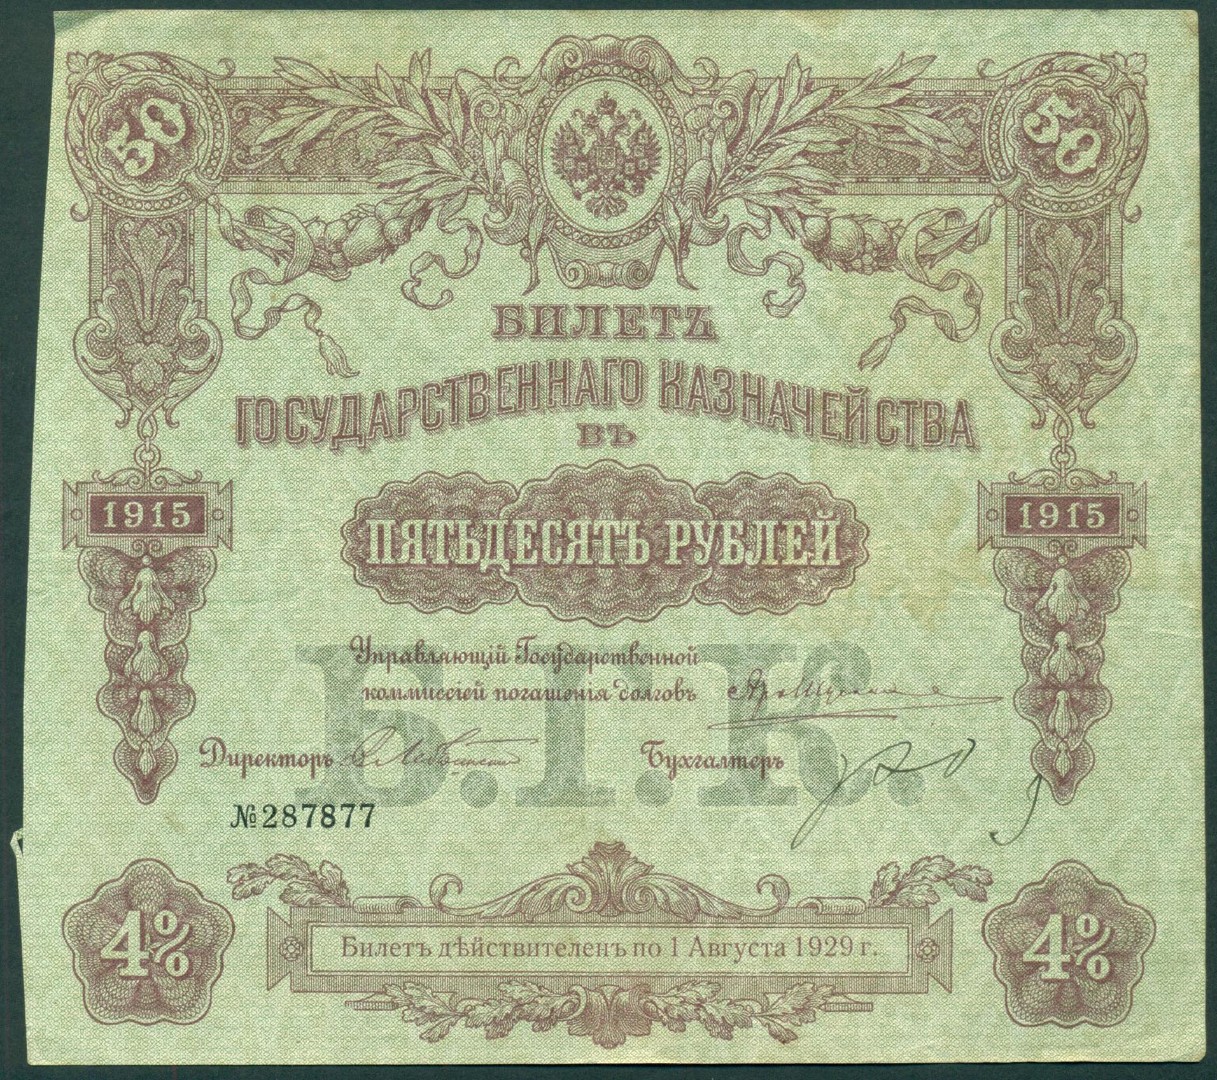 50 50
БИЛЕТЪ
ГОСУДАРСТВЕННАГО КАЗНАЧЕЙСТВА
ВЪ
1915 1915
ПЯТЬДЕСЯТЪ РУБЛЕЙ
Б.Г.К.
Управляющій Государственной
коммиссіей погашенія долговъ
Директоръ Бухгалтеръ
№287877
4% 4%
Билетъ дѣйствителенъ по 1 Августа 1929 г.